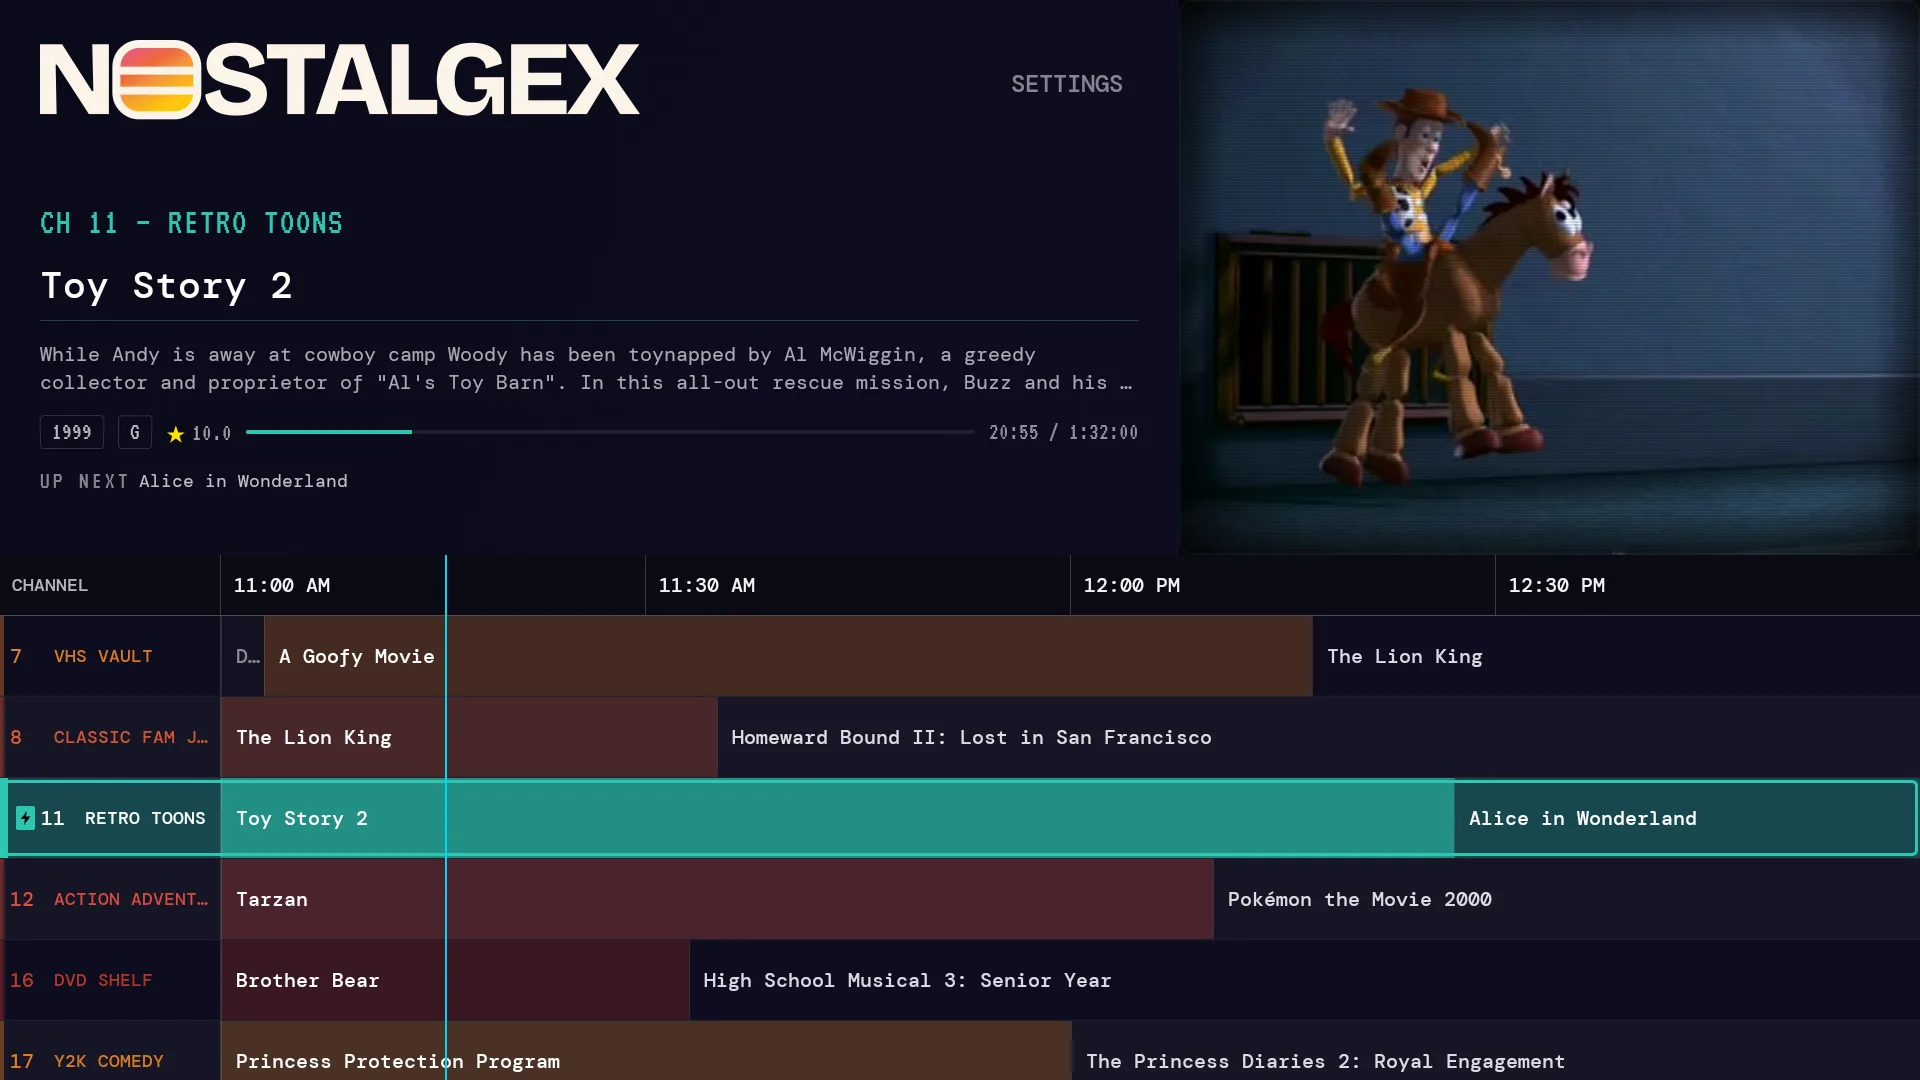 NOSTALGEX
SETTINGS
CH 11 - RETRO TOONS
Toy Story 2
While Andy is away at cowboy camp Woody has been toynapped by Al McWiggin, a greedy
collector and proprietor of "Al's Toy Barn". In this all-out rescue mission, Buzz and his …
1999 G ★ 10.0 20:55 / 1:32:00
UP NEXT Alice in Wonderland
CHANNEL 11:00 AM 11:30 AM 12:00 PM 12:30 PM
7 VHS VAULT D… A Goofy Movie The Lion King
8 CLASSIC FAM J… The Lion King Homeward Bound II: Lost in San Francisco
11 RETRO TOONS Toy Story 2 Alice in Wonderland
12 ACTION ADVENT… Tarzan Pokémon the Movie 2000
16 DVD SHELF Brother Bear High School Musical 3: Senior Year
17 Y2K COMEDY Princess Protection Program The Princess Diaries 2: Royal Engagement